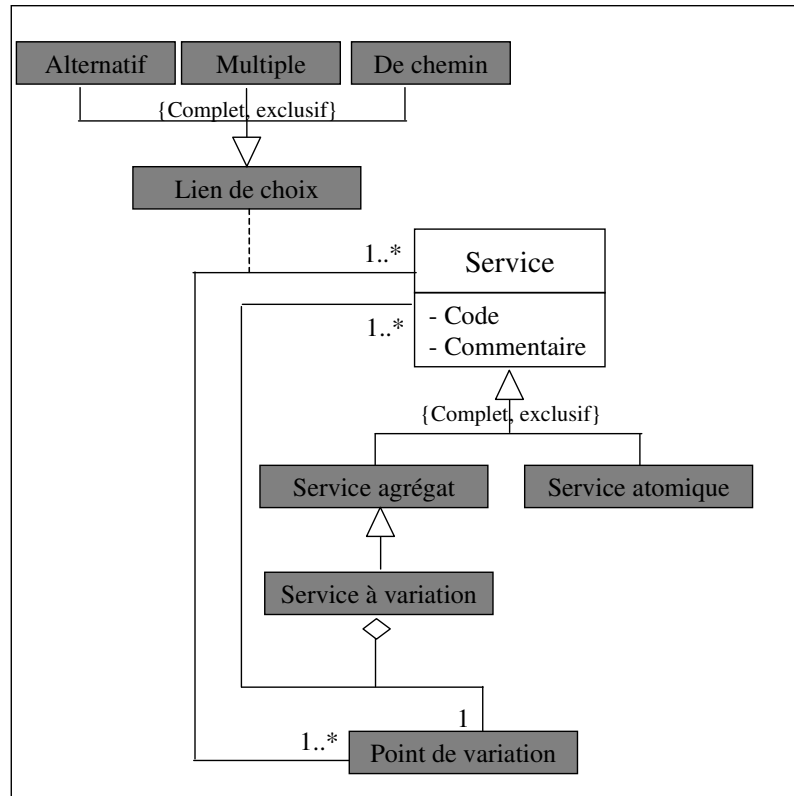 Alternatif
Multiple
De chemin
{Complet, exclusif}
Lien de choix
1..*
Service
1..*
- Code
- Commentaire
{Complet, exclusif}
Service agrégat
Service atomique
Service à variation
1
1..*
Point de variation